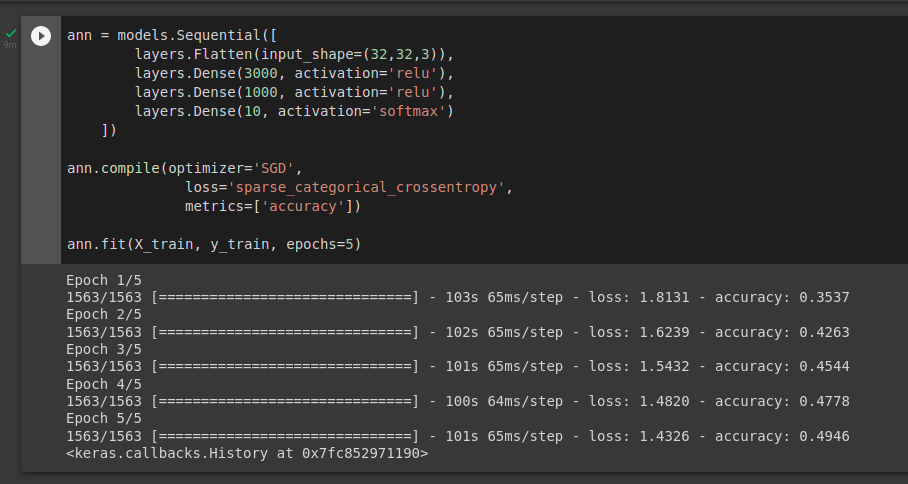 9m
ann = models.Sequential([
        layers.Flatten(input_shape=(32,32,3)),
        layers.Dense(3000, activation='relu'),
        layers.Dense(1000, activation='relu'),
        layers.Dense(10, activation='softmax')
    ])
ann.compile(optimizer='SGD',
              loss='sparse_categorical_crossentropy',
              metrics=['accuracy'])
ann.fit(X_train, y_train, epochs=5)
Epoch 1/5
1563/1563 [==============================] - 103s 65ms/step - loss: 1.8131 - accuracy: 0.3537
Epoch 2/5
1563/1563 [==============================] - 102s 65ms/step - loss: 1.6239 - accuracy: 0.4263
Epoch 3/5
1563/1563 [==============================] - 101s 65ms/step - loss: 1.5432 - accuracy: 0.4544
Epoch 4/5
1563/1563 [==============================] - 100s 64ms/step - loss: 1.4820 - accuracy: 0.4778
Epoch 5/5
1563/1563 [==============================] - 101s 65ms/step - loss: 1.4326 - accuracy: 0.4946
<keras.callbacks.History at 0x7fc852971190>